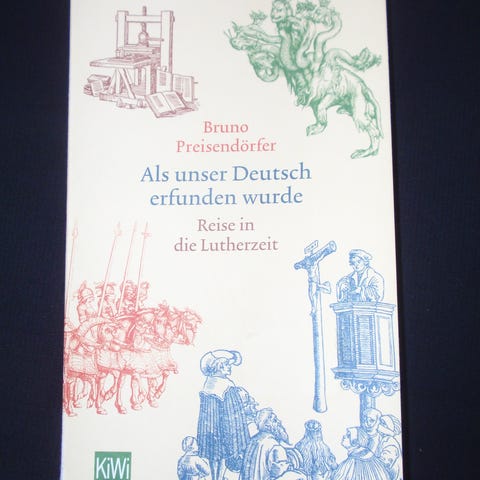 Bruno
Preisendörfer
Als unser Deutsch
erfunden wurde
Reise in
die Lutherzeit
KiWi